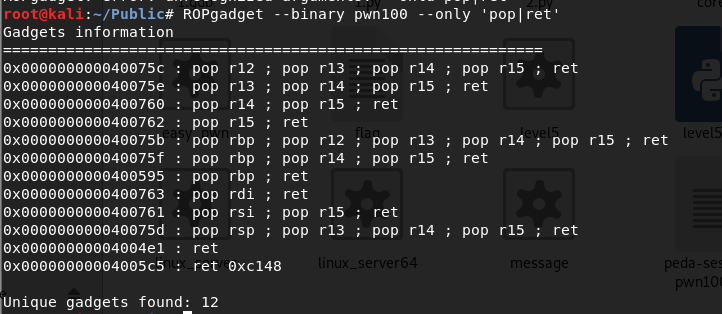 root@kali:~/Public# ROPgadget --binary pwn100 --only 'pop|ret'
Gadgets information
============================================================
0x000000000040075c : pop r12 ; pop r13 ; pop r14 ; pop r15 ; ret
0x000000000040075e : pop r13 ; pop r14 ; pop r15 ; ret
0x0000000000400760 : pop r14 ; pop r15 ; ret
0x0000000000400762 : pop r15 ; ret
0x000000000040075b : pop rbp ; pop r12 ; pop r13 ; pop r14 ; pop r15 ; ret
0x000000000040075f : pop rbp ; pop r14 ; pop r15 ; ret
0x0000000000400595 : pop rbp ; ret
0x0000000000400763 : pop rdi ; ret
0x0000000000400761 : pop rsi ; pop r15 ; ret
0x000000000040075d : pop rsp ; pop r13 ; pop r14 ; pop r15 ; ret
0x00000000004004e1 : ret
0x00000000004005c5 : ret 0xc148
Unique gadgets found: 12
2.py
core
flag
level5
level5
linux_server64
message
peda-ses
pwn100